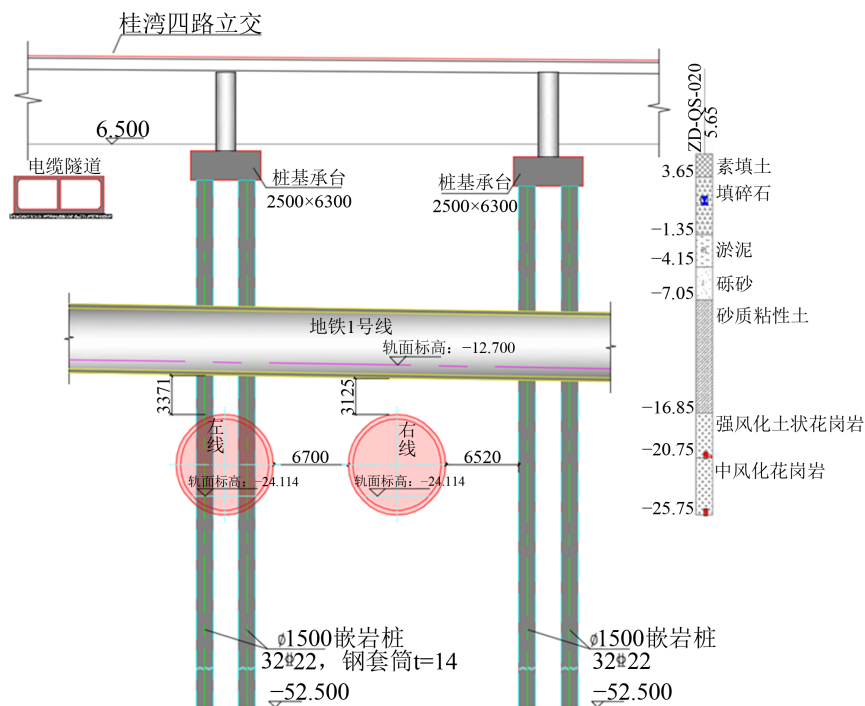 桂湾四路立交
6.500
电缆隧道
桩基承台
2500×6300
桩基承台
2500×6300
ZD-QS-020
5.65
3.65
素填土
填碎石
−1.35
淤泥
−4.15
砾砂
−7.05
砂质粘性土
地铁1号线
轨面标高：−12.700
3371
3125
−16.85
强风化土状花岗岩
左线
右线
6700
6520
−20.75
中风化花岗岩
轨面标高：−24.114
轨面标高：−24.114
−25.75
ϕ1500嵌岩桩
32⏀22，钢套筒t=14
−52.500
ϕ1500嵌岩桩
32⏀22
−52.500